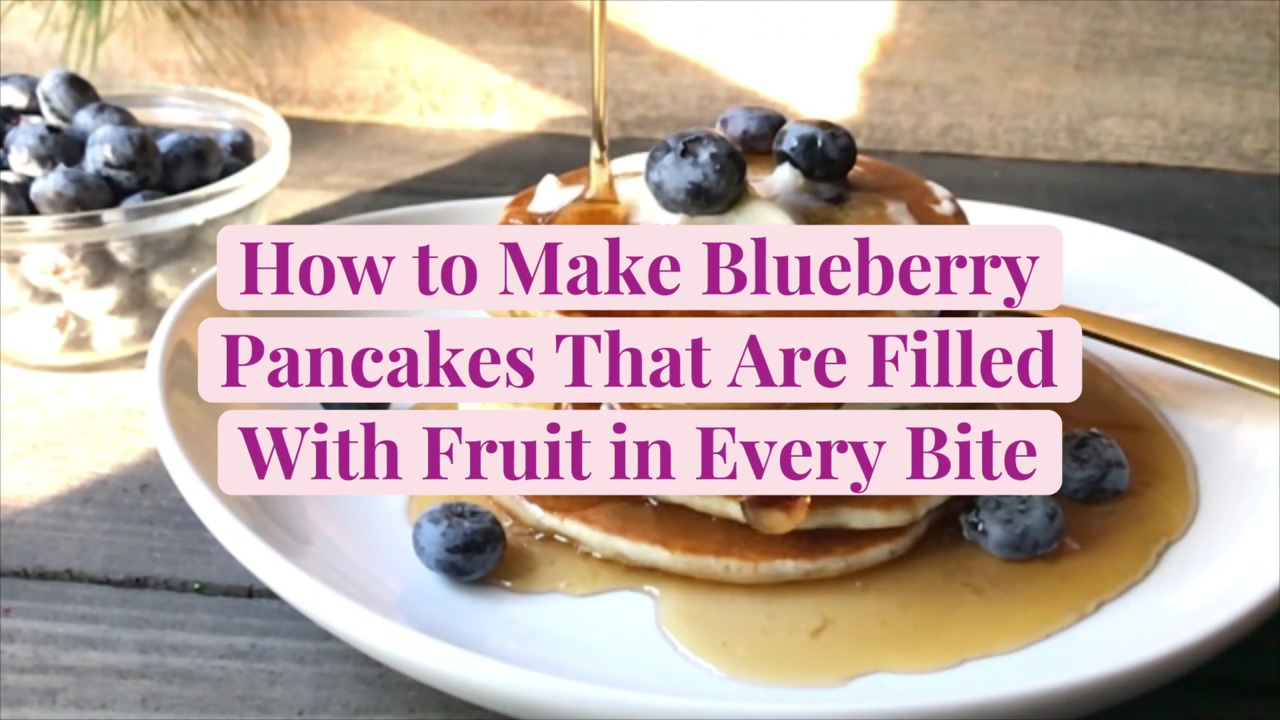 How to Make Blueberry
Pancakes That Are Filled
With Fruit in Every Bite